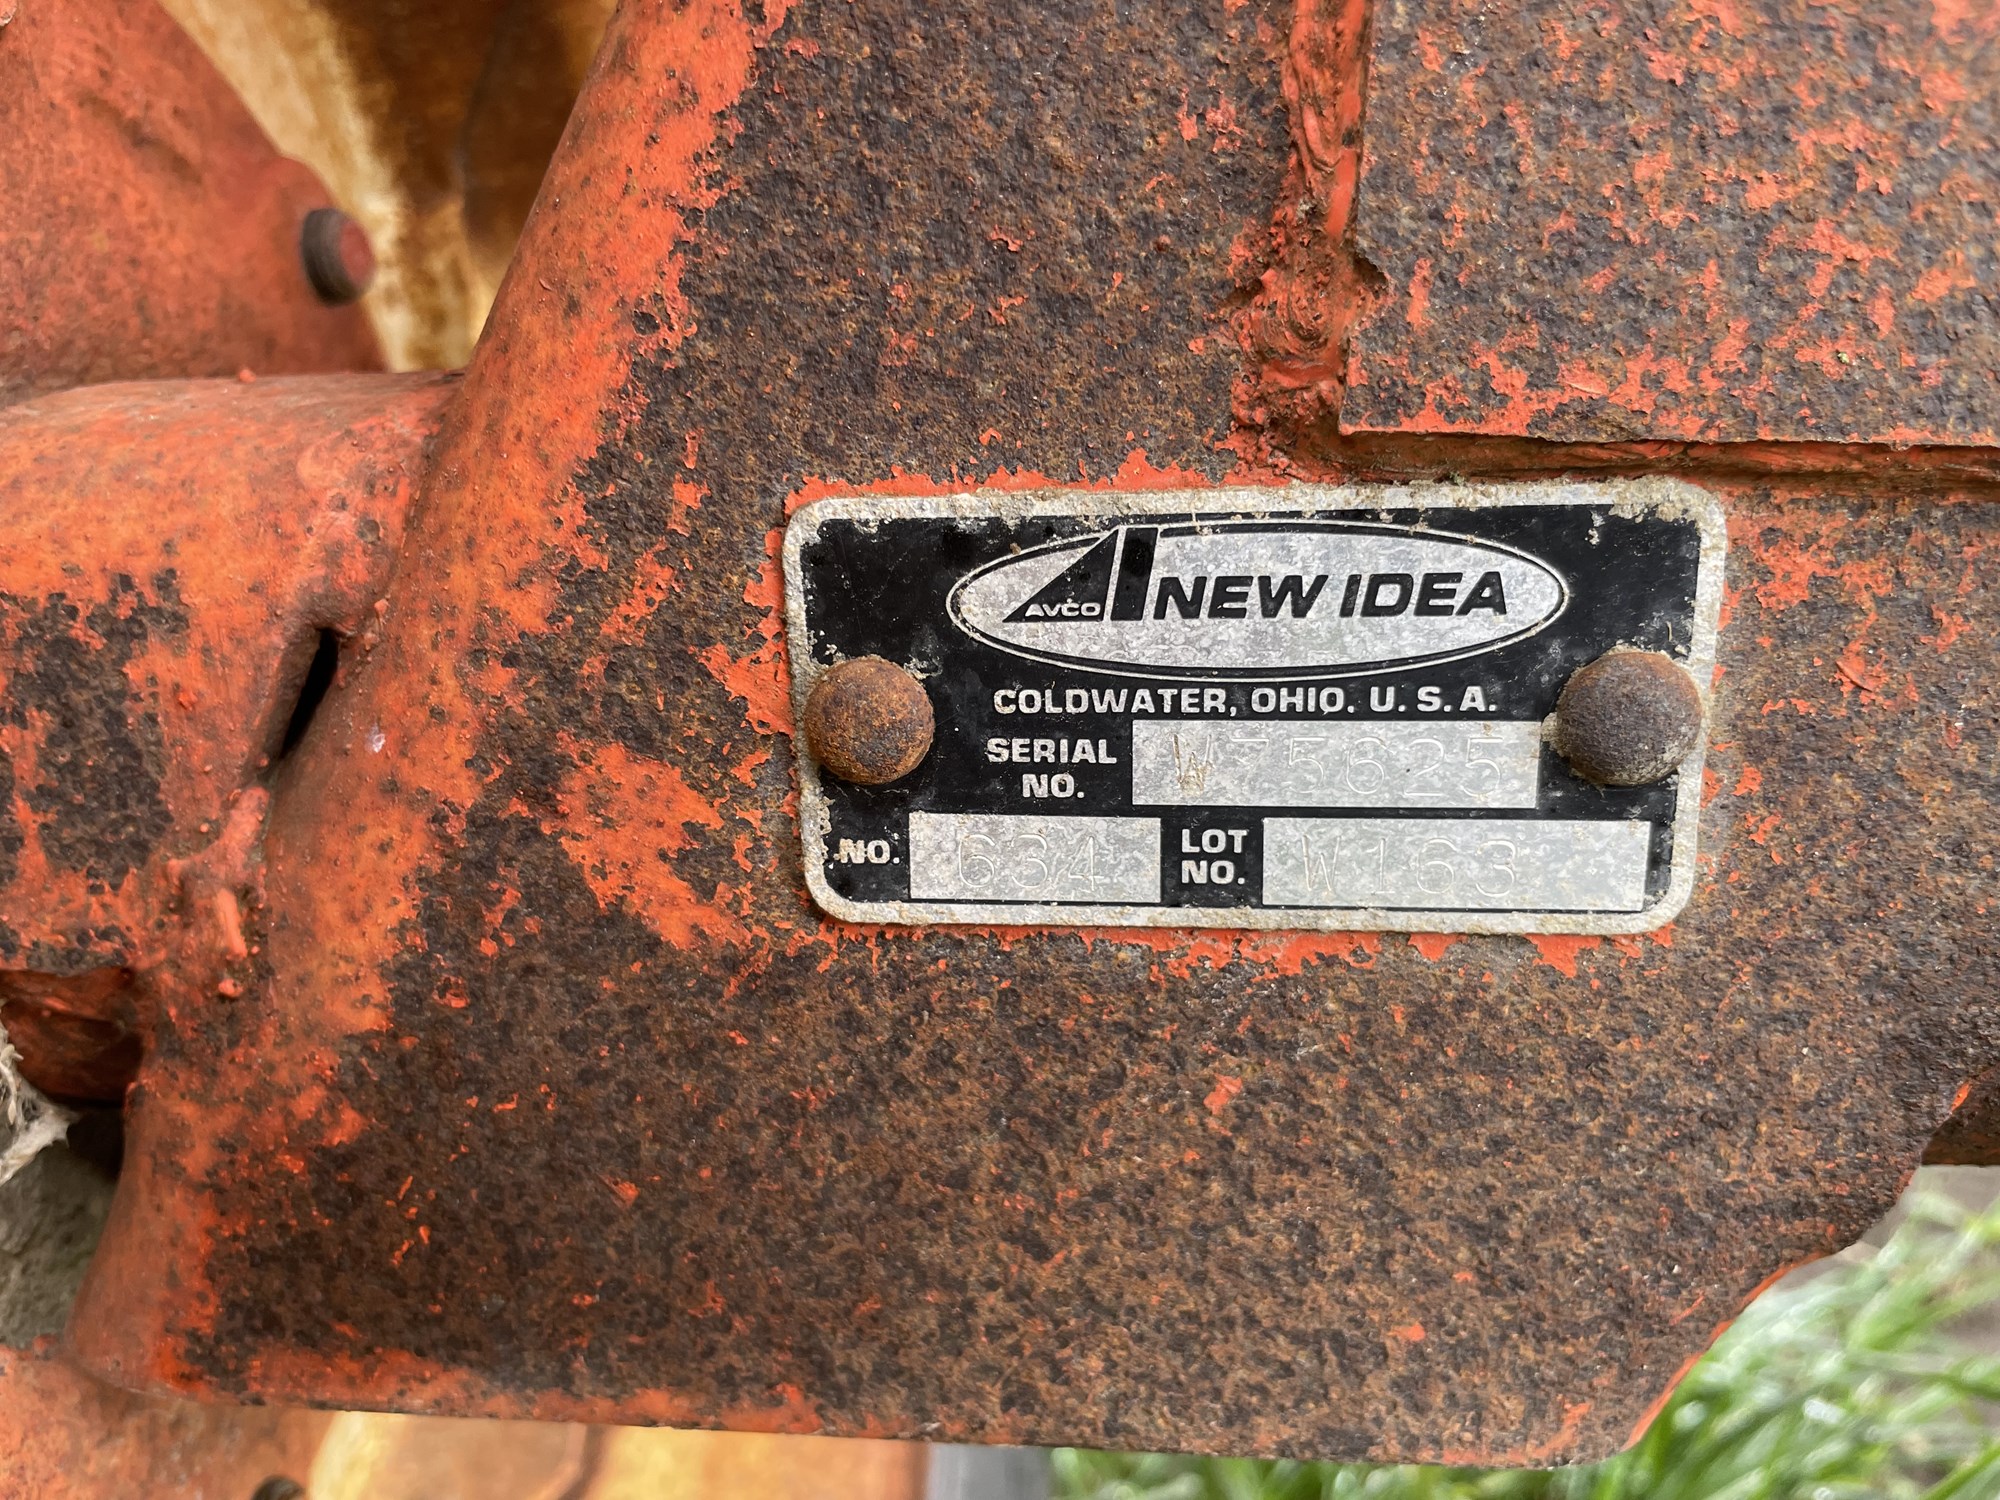 AVCO NEW IDEA
COLDWATER, OHIO, U.S.A.
SERIAL NO. W75625
NO. 634 LOT NO. W163